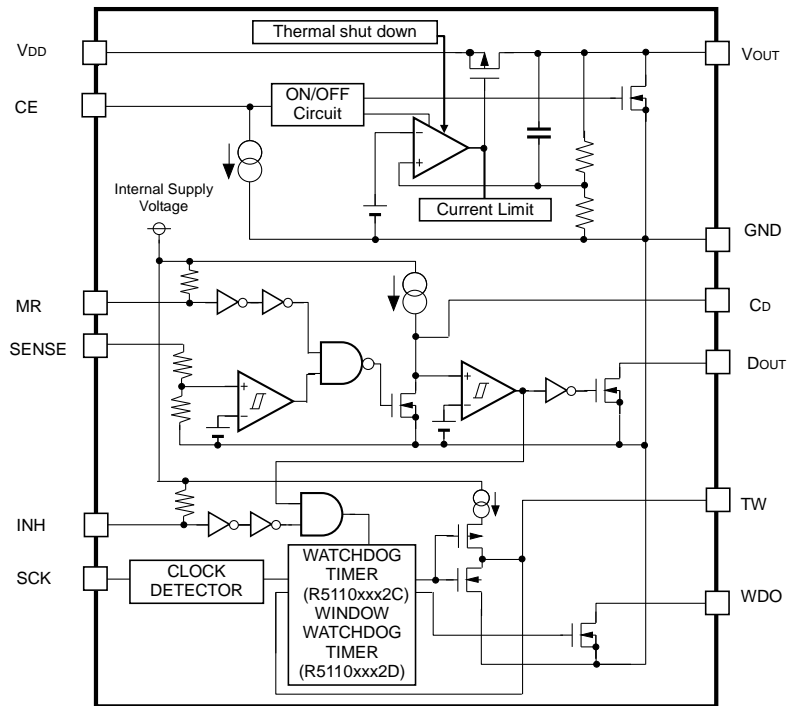 Thermal shut down
VDD
VOUT
CE
ON/OFF
Circuit
−
+
Internal Supply
Voltage
Current Limit
GND
MR
CD
SENSE
DOUT
+
−
+
−
INH
TW
SCK
CLOCK
DETECTOR
WATCHDOG
TIMER
(R5110xxx2C)
WINDOW
WATCHDOG
TIMER
(R5110xxx2D)
WDO